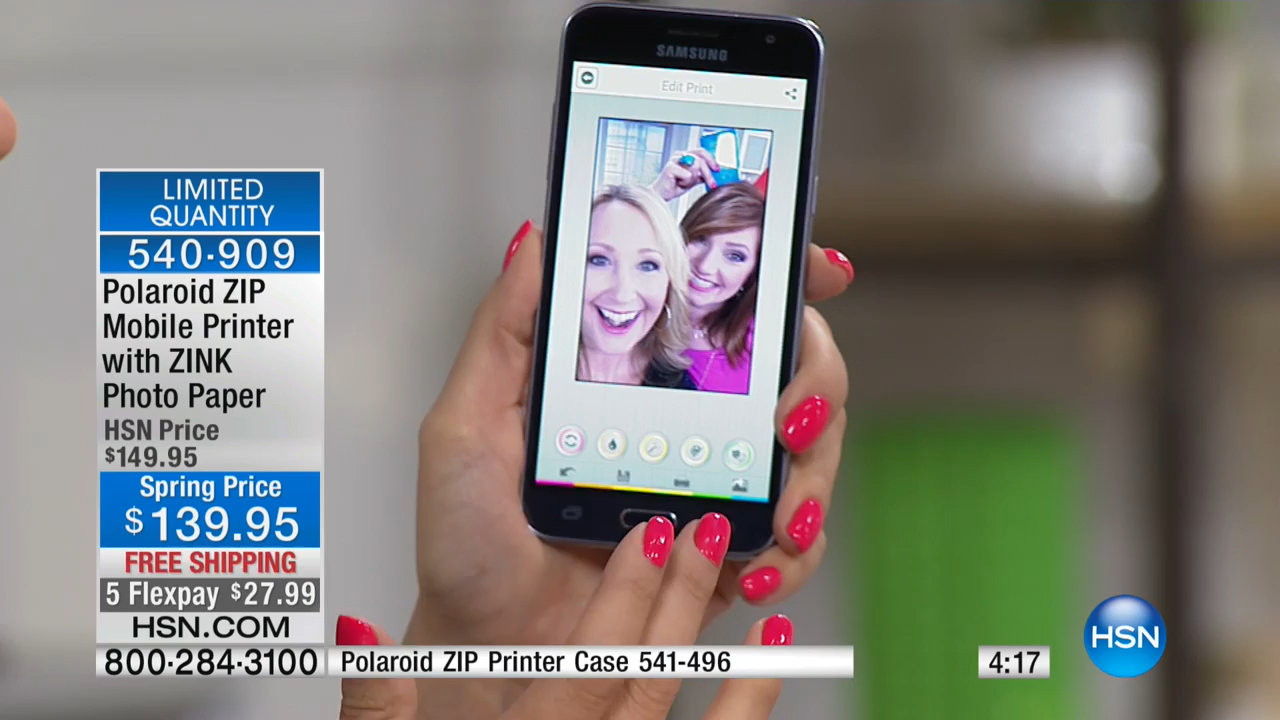 SAMSUNG
Edit Print
LIMITED
QUANTITY
540-909
Polaroid ZIP
Mobile Printer
with ZINK
Photo Paper
HSN Price
$149.95
Spring Price
$139.95
FREE SHIPPING
5 Flexpay $27.99
HSN.COM
800-284-3100
Polaroid ZIP Printer Case 541-496
4:17
HSN